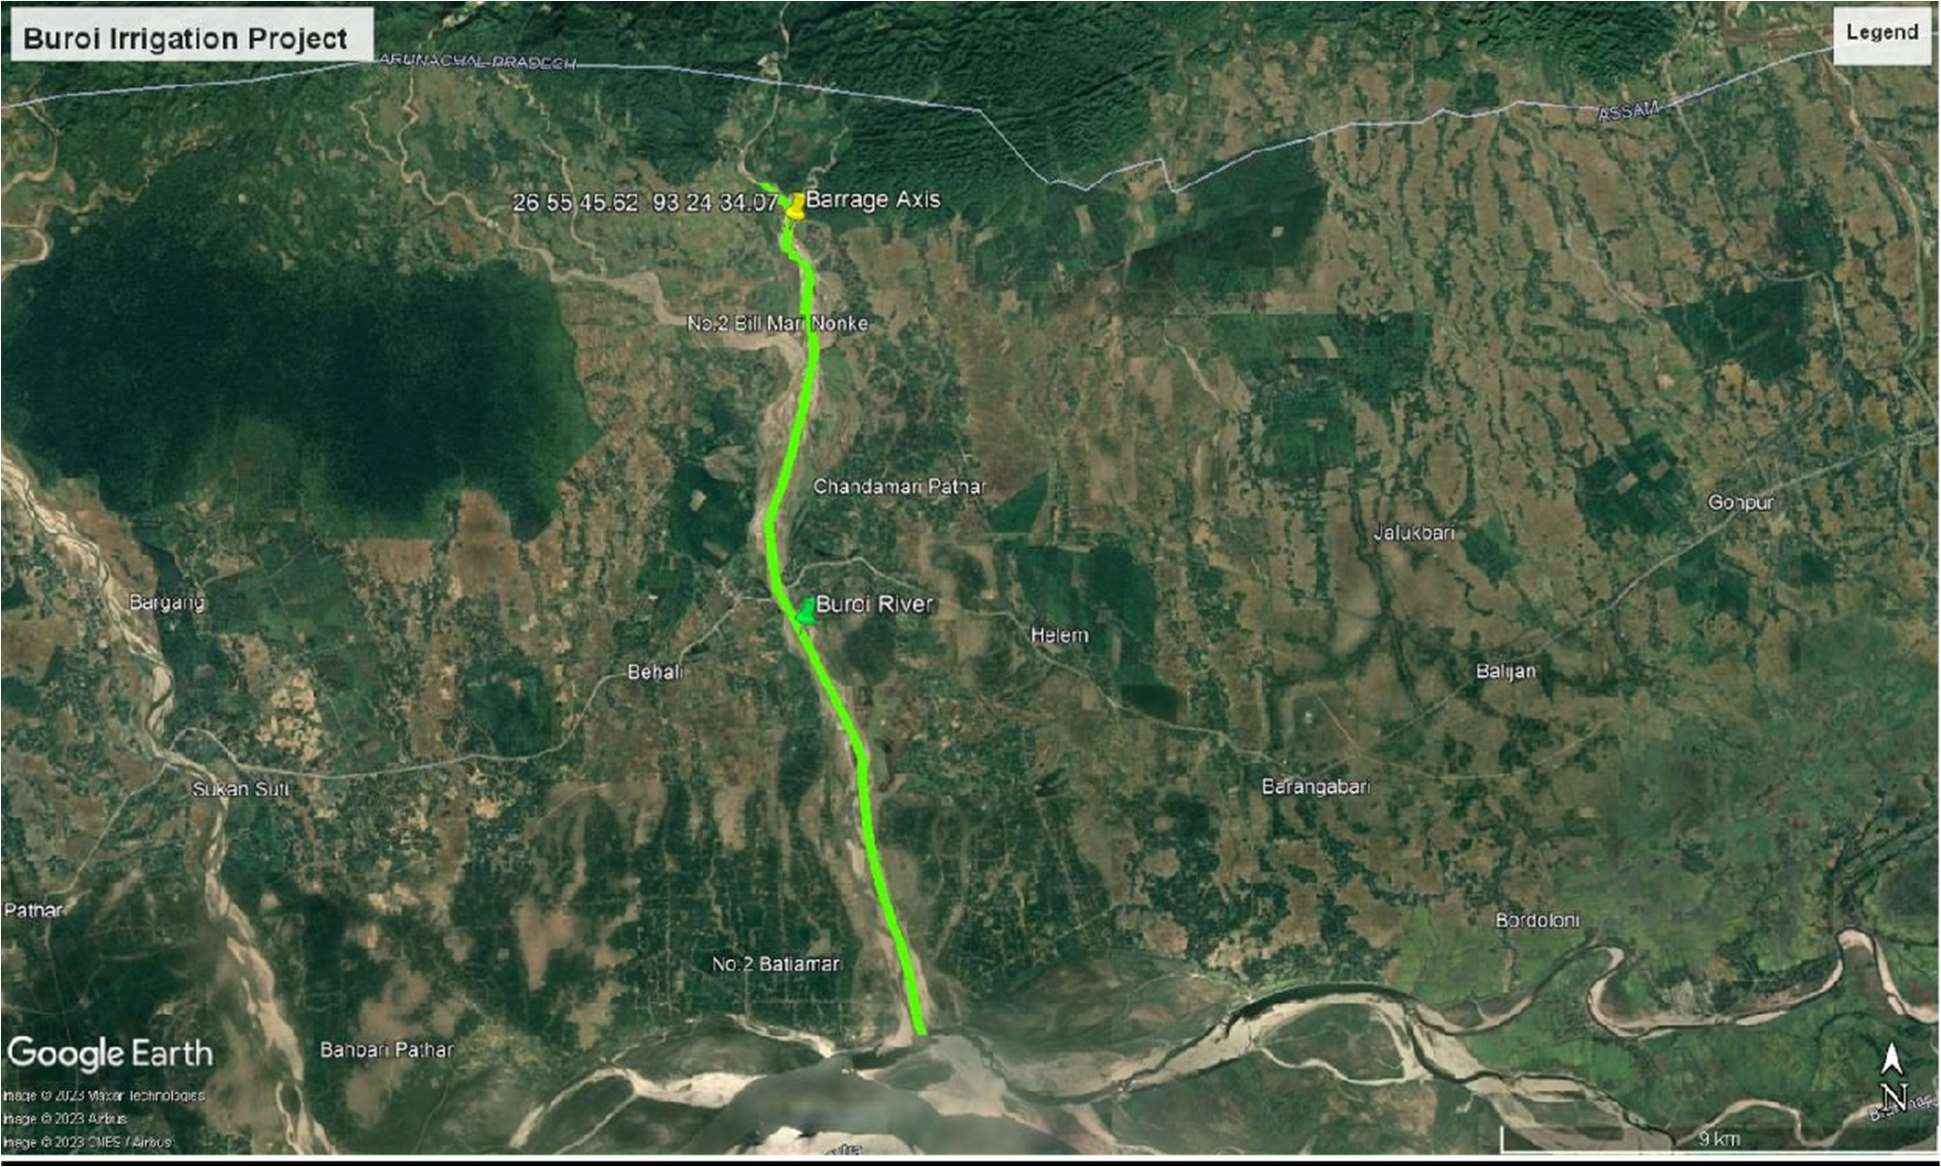 Buroi Irrigation Project
Legend
ARUNACHAL PRADECH
ASSAM
26 55 45.62 93 24 34.07
Barrage Axis
No.2 Bill Mari Nonke
Chandamari Pathar
Gohpur
Jalukbari
Bargang
Buroi River
Helem
Behali
Balijan
Sukan Suti
Barangabari
Pathar
Bordoloni
No.2 Batiamari
Google Earth
Banbari Pathar
Image © 2023 Maxar Technologies
Image © 2023 Airbus
Image © 2023 CNES / Airbus
N
9 km